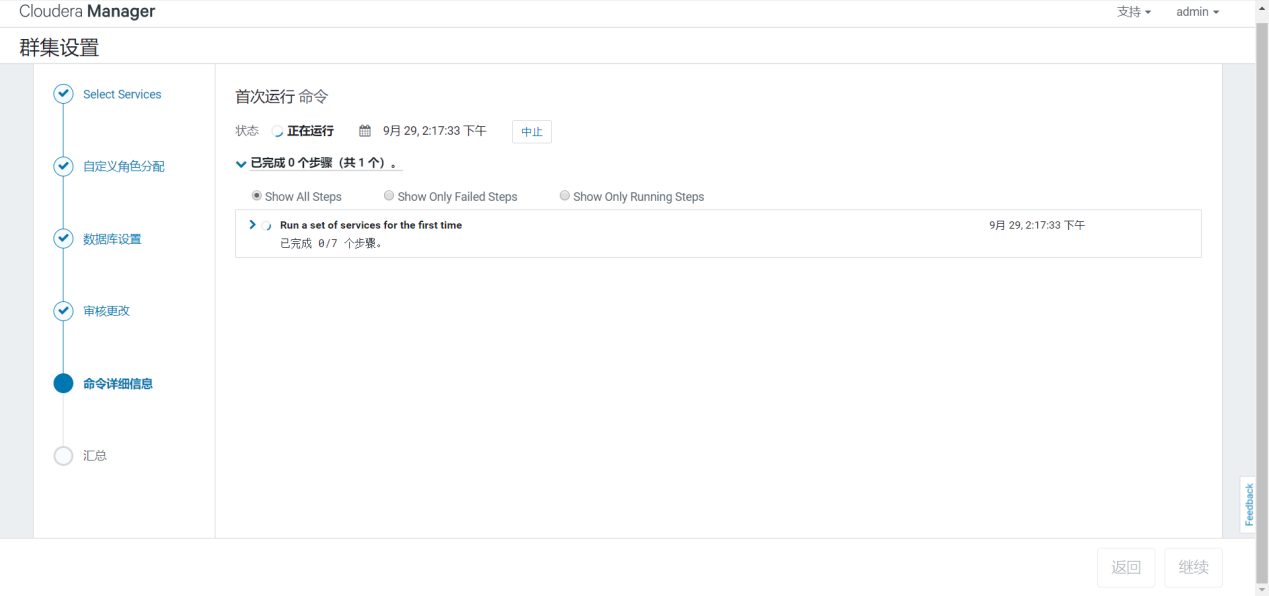 Cloudera Manager 支持 admin
群集设置
Select Services
自定义角色分配
数据库设置
审核更改
命令详细信息
汇总
首次运行 命令
状态 正在运行 9月 29, 2:17:33 下午 中止
已完成 0 个步骤（共 1 个）。
Show All Steps Show Only Failed Steps Show Only Running Steps
Run a set of services for the first time 9月 29, 2:17:33 下午
已完成 0/7 个步骤。
Feedback
返回 继续